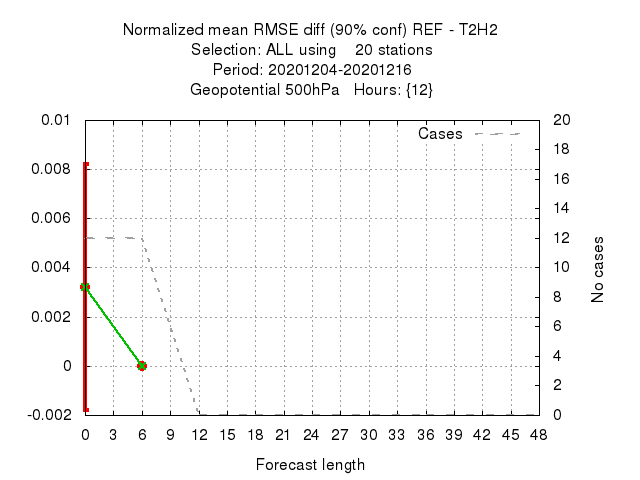 Normalized mean RMSE diff (90% conf) REF - T2H2
Selection: ALL using 20 stations
Period: 20201204-20201216
Geopotential 500hPa Hours: {12}
Cases
0.01
0.008
0.006
0.004
0.002
0
-0.002
20
18
16
14
12
10
8
6
4
2
0
No cases
0 3 6 9 12 15 18 21 24 27 30 33 36 39 42 45 48
Forecast length